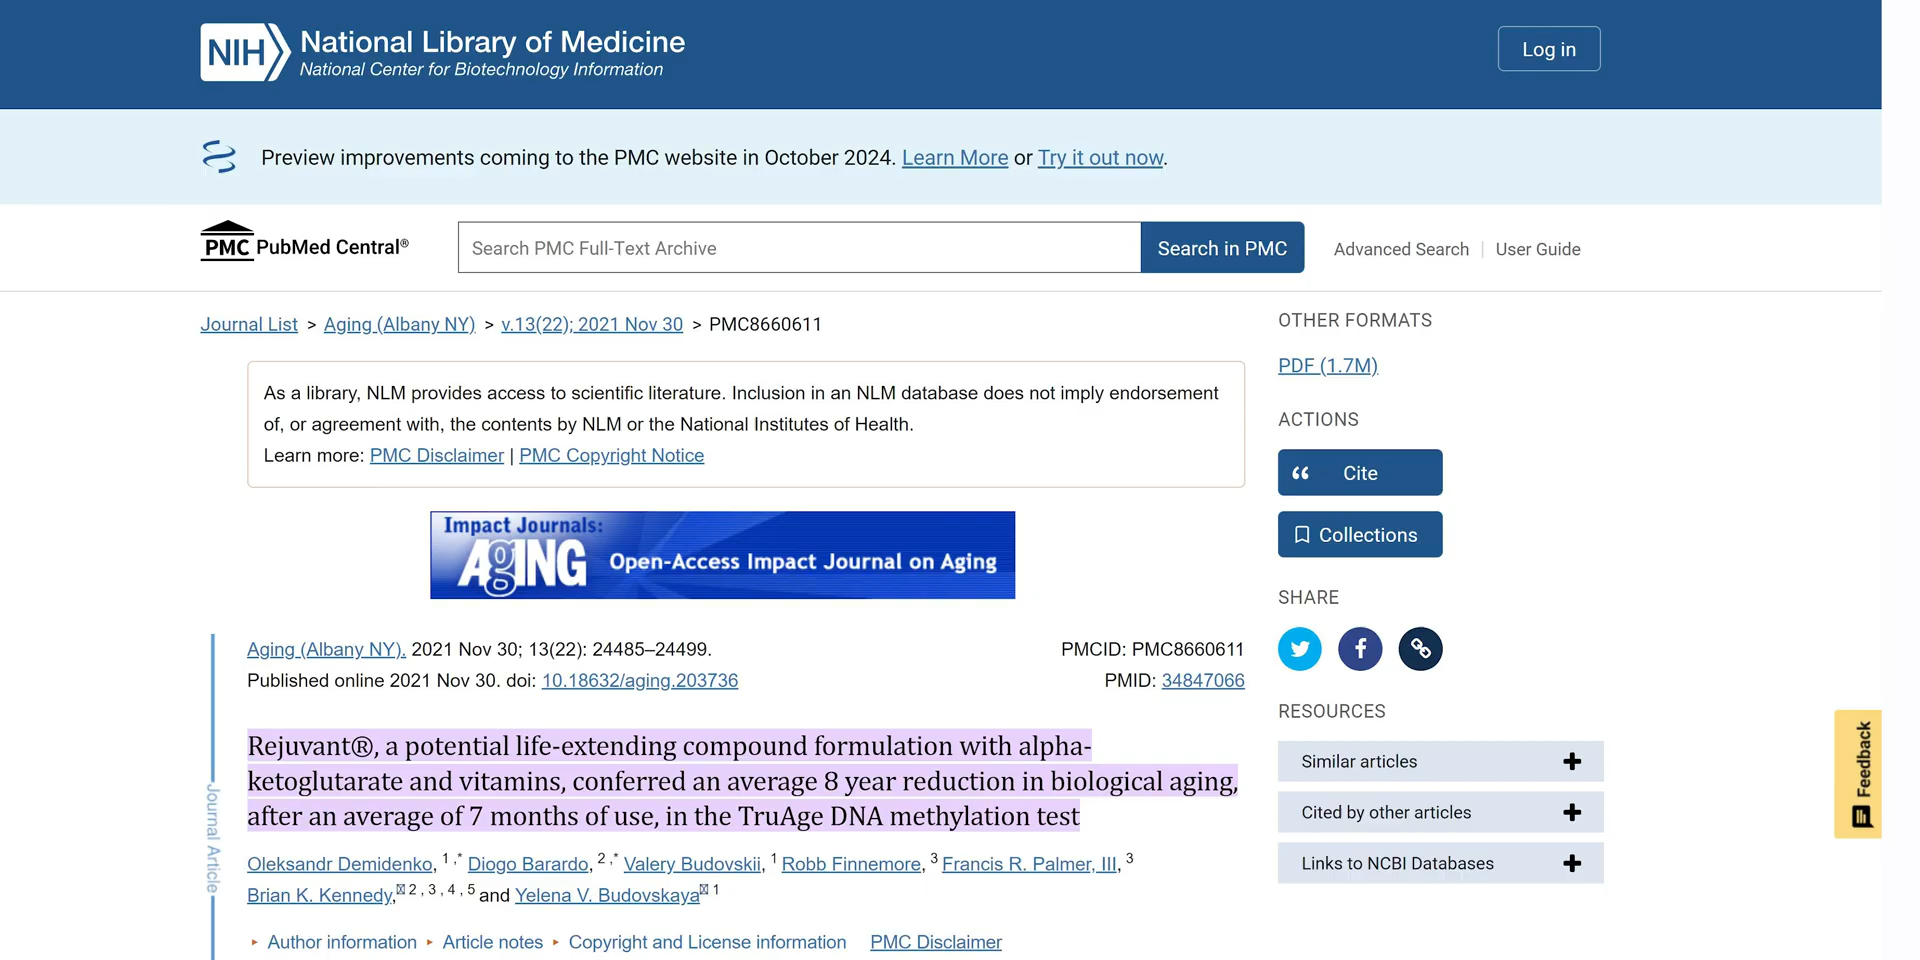 NIH National Library of Medicine
National Center for Biotechnology Information
Log in
Preview improvements coming to the PMC website in October 2024. Learn More or Try it out now.
PMC PubMed Central®
Search PMC Full-Text Archive
Search in PMC
Advanced Search | User Guide
Journal List > Aging (Albany NY) > v.13(22); 2021 Nov 30 > PMC8660611
As a library, NLM provides access to scientific literature. Inclusion in an NLM database does not imply endorsement
of, or agreement with, the contents by NLM or the National Institutes of Health.
Learn more: PMC Disclaimer | PMC Copyright Notice
Impact Journals:
AgING
Open-Access Impact Journal on Aging
Aging (Albany NY). 2021 Nov 30; 13(22): 24485–24499.
Published online 2021 Nov 30. doi: 10.18632/aging.203736
PMCID: PMC8660611
PMID: 34847066
Journal Article
Rejuvant®, a potential life-extending compound formulation with alpha-
ketoglutarate and vitamins, conferred an average 8 year reduction in biological aging,
after an average of 7 months of use, in the TruAge DNA methylation test
Oleksandr Demidenko, 1 ,* Diogo Barardo, 2 ,* Valery Budovskii, 1 Robb Finnemore, 3 Francis R. Palmer, III, 3
Brian K. Kennedy, 2 , 3 , 4 , 5 and Yelena V. Budovskaya 1
Author information
Article notes
Copyright and License information
PMC Disclaimer
OTHER FORMATS
PDF (1.7M)
ACTIONS
Cite
Collections
SHARE
RESOURCES
Similar articles
Cited by other articles
Links to NCBI Databases
Feedback